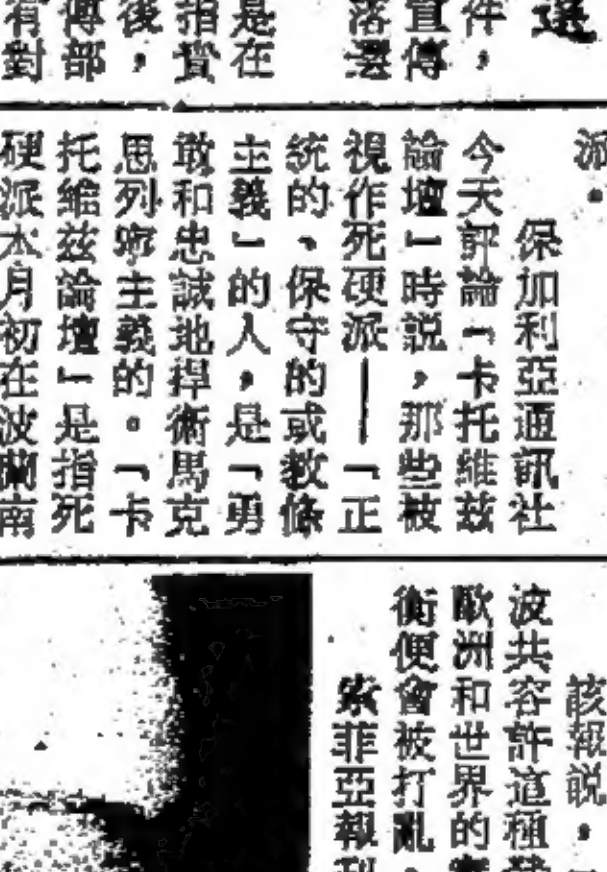 選
件，
宣傳
落選
是在
指責
後，
傳部
有對
派。
保加利亞通訊社
今天評論「卡托維茲
論壇」時説，那些被
視作死硬派——「正
統的、保守的或教條
主義」的人，是「勇
敢和忠誠地捍衛馬克
思列寧主義的。「卡
托維兹論壇」是指死
硬派本月初在波蘭南
該報説，
波共容許這種
歐洲和世界的
衡便會被打亂。
索菲亞報刊